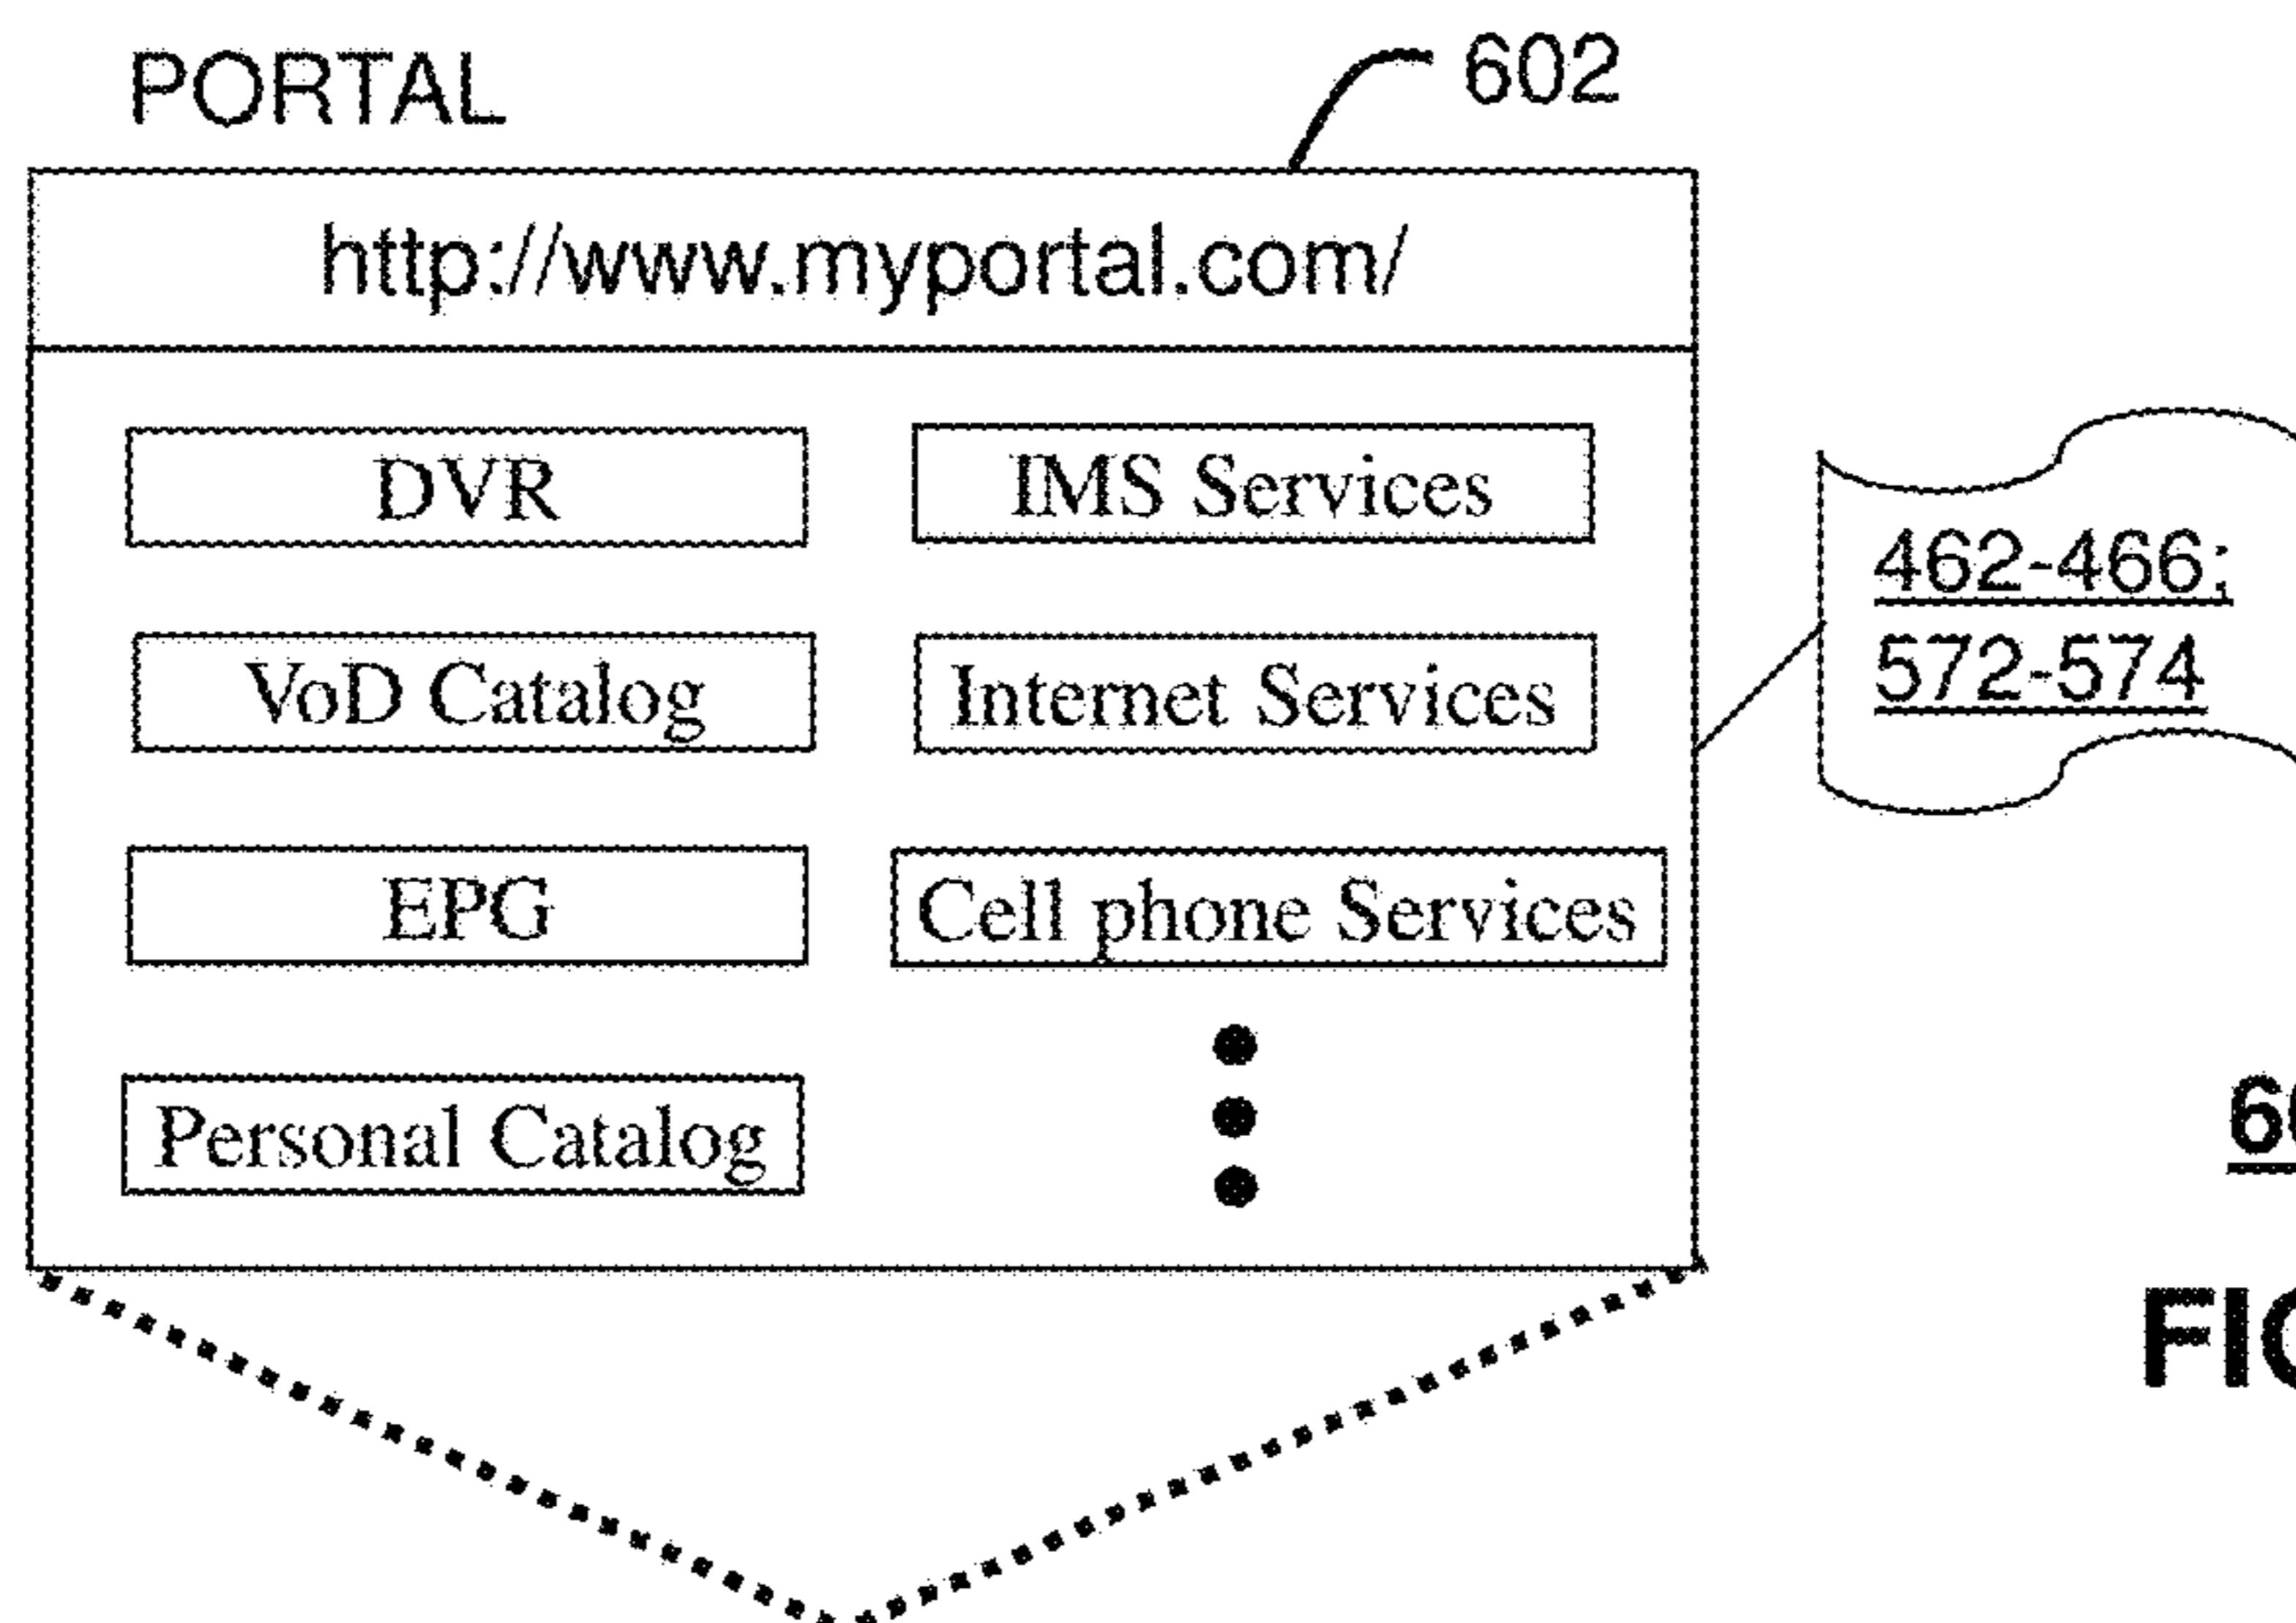 PORTAL
602
http://www.myportal.com/
DVR
IMS Services
VoD Catalog
Internet Services
EPG
Cell phone Services
Personal Catalog
462-466;
572-574